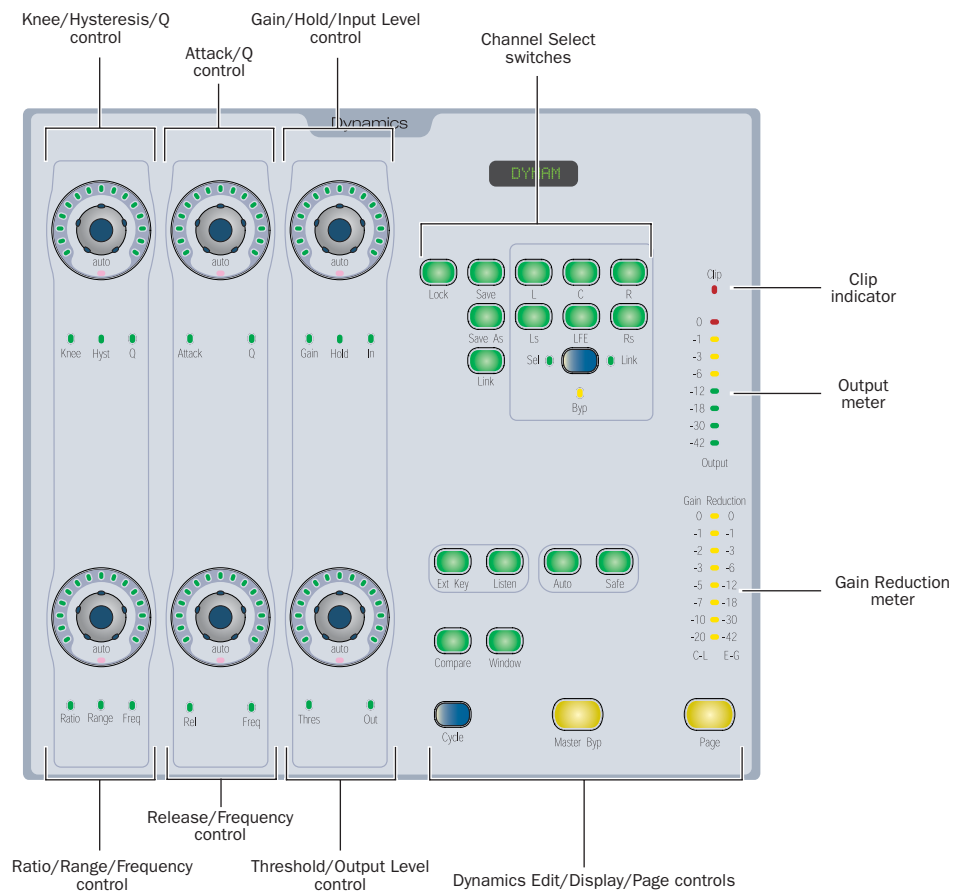 Knee/Hysteresis/Q
control
Attack/Q
control
Gain/Hold/Input Level
control
Channel Select
switches
Dynamics
DYNAM
auto
auto
auto
Lock
Save
L
C
R
Save As
Ls
LFE
Rs
Link
Sel
Link
Byp
Knee
Hyst
Q
Attack
Q
Gain
Hold
In
Clip
0
-1
-3
-6
-12
-18
-30
-42
Output
Clip
indicator
Output
meter
Gain Reduction
0 0
-1 -1
-2 -3
-3 -6
-5 -12
-7 -18
-10 -30
-20 -42
C-L E-G
Gain Reduction
meter
Ext Key
Listen
Auto
Safe
auto
auto
auto
Compare
Window
Ratio
Range
Freq
Rel
Freq
Thres
Out
Cycle
Master Byp
Page
Ratio/Range/Frequency
control
Release/Frequency
control
Threshold/Output Level
control
Dynamics Edit/Display/Page controls